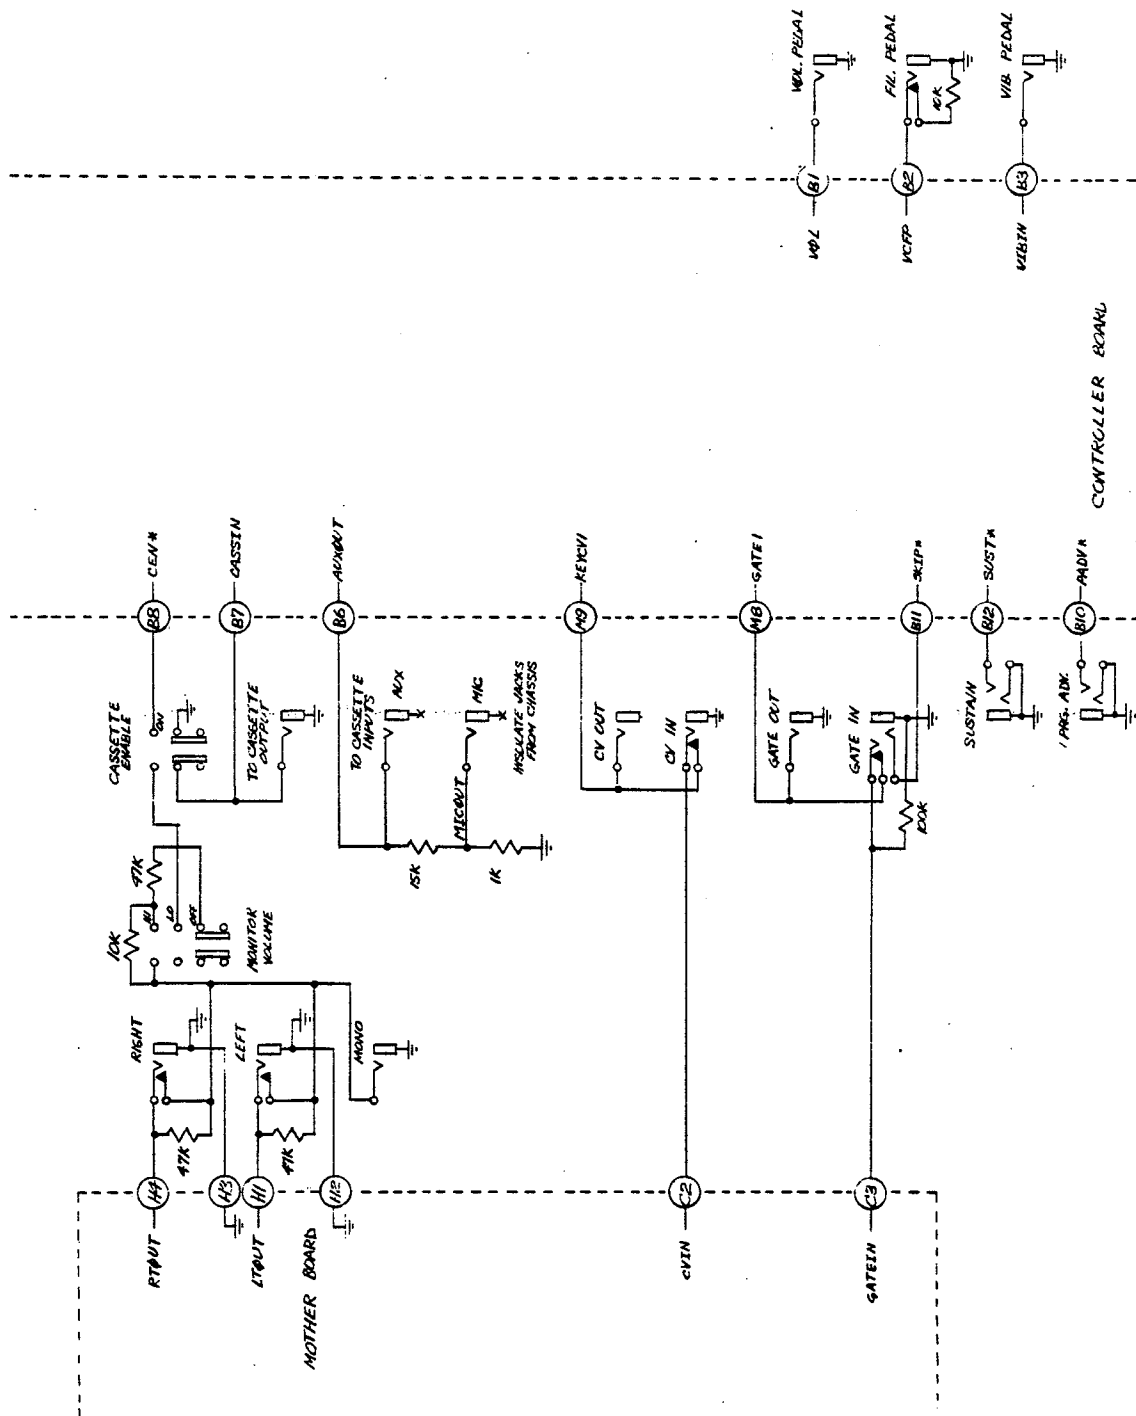 VOL. PEDAL
FIL. PEDAL
10K
VIB. PEDAL
B1
B2
B3
VØL
VCFP
VIBIN
CONTROLLER BOARD
CEN*
CASSIN
AUXØUT
KEYCV1
GATE1
SKIP*
SUST*
PADV*
B8
B7
B6
M9
M8
B11
B12
B10
CASSETTE
ENABLE
ON
TO CASSETTE
OUTPUT
TO CASSETTE
INPUTS
AUX
MIC
INSULATE JACKS
FROM CHASSIS
MICOUT
15K
1K
CV OUT
CV IN
GATE OUT
GATE IN
100K
SUSTAIN
PRG. ADV.
47K
10K
HI
LO
OFF
MONITOR
VOLUME
RIGHT
LEFT
MONO
47K
47K
H4
H3
H1
H2
C2
C3
RTØUT
LTØUT
MOTHER BOARD
CVIN
GATEIN